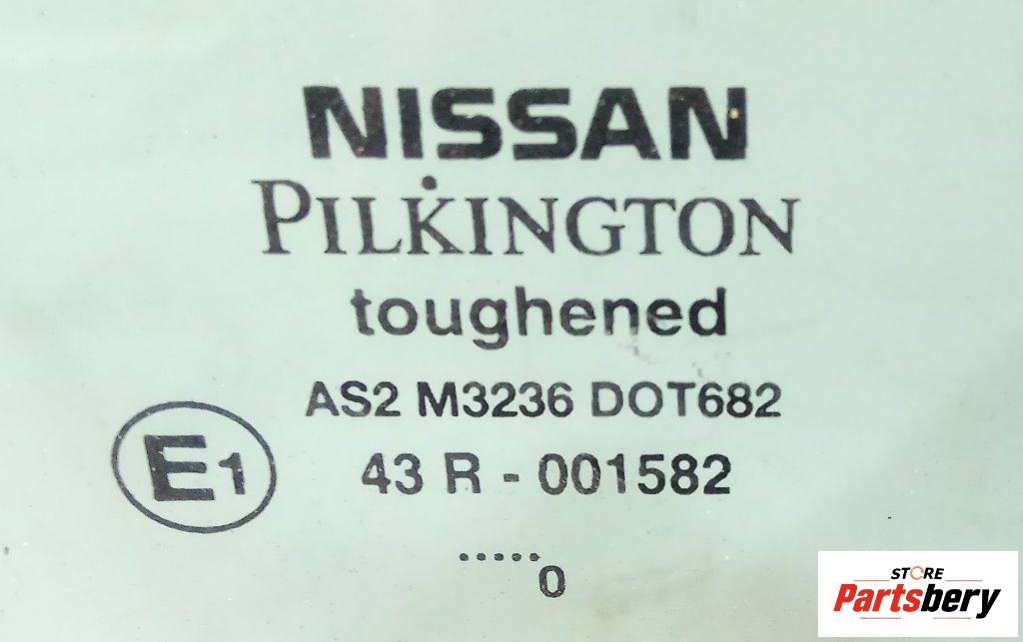 NISSAN
PILKINGTON
toughened
AS2 M3236 DOT682
E1
43 R - 001582
.....0
STORE
Partsbery